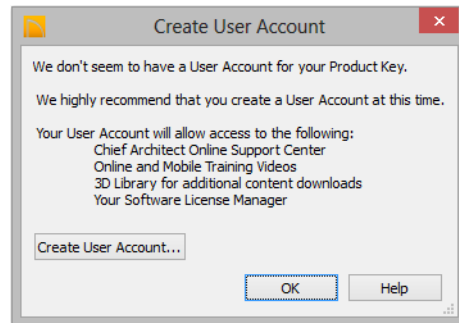 Create User Account
We don't seem to have a User Account for your Product Key.
We highly recommend that you create a User Account at this time.
Your User Account will allow access to the following:
Chief Architect Online Support Center
Online and Mobile Training Videos
3D Library for additional content downloads
Your Software License Manager
Create User Account...
OK Help